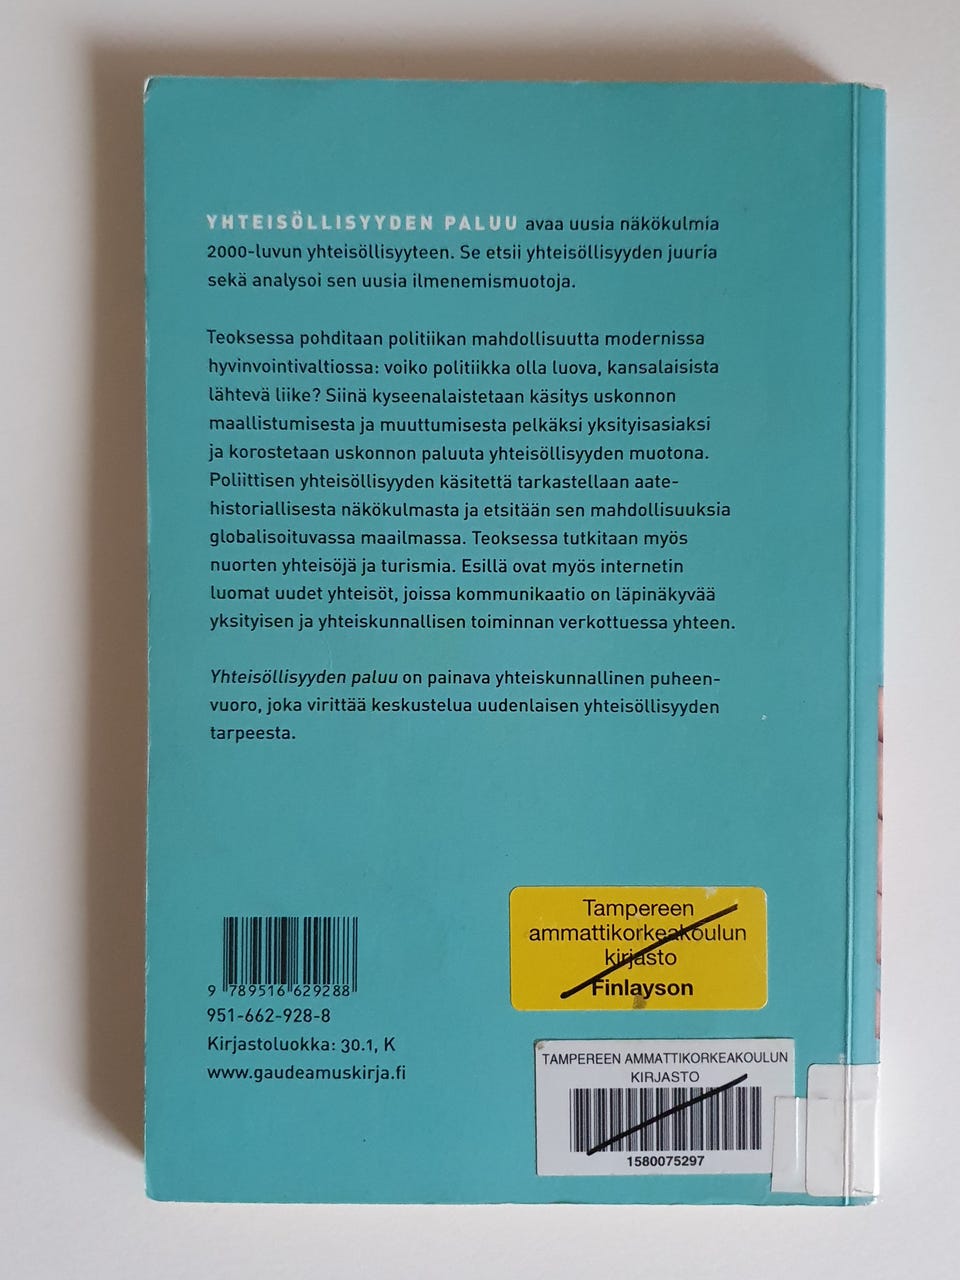 YHTEISÖLLISYYDEN PALUU avaa uusia näkökulmia
2000-luvun yhteisöllisyyteen. Se etsii yhteisöllisyyden juuria
sekä analysoi sen uusia ilmenemismuotoja.
Teoksessa pohditaan politiikan mahdollisuutta modernissa
hyvinvointivaltiossa: voiko politiikka olla luova, kansalaisista
lähtevä liike? Siinä kyseenalaistetaan käsitys uskonnon
maallistumisesta ja muuttumisesta pelkäksi yksityisasiaksi
ja korostetaan uskonnon paluuta yhteisöllisyyden muotona.
Poliittisen yhteisöllisyyden käsitettä tarkastellaan aate-
historiallisesta näkökulmasta ja etsitään sen mahdollisuuksia
globalisoituvassa maailmassa. Teoksessa tutkitaan myös
nuorten yhteisöjä ja turismia. Esillä ovat myös internetin
luomat uudet yhteisöt, joissa kommunikaatio on läpinäkyvää
yksityisen ja yhteiskunnallisen toiminnan verkottuessa yhteen.
Yhteisöllisyyden paluu on painava yhteiskunnallinen puheen-
vuoro, joka virittää keskustelua uudenlaisen yhteisöllisyyden
tarpeesta.
9 789516 629288
951-662-928-8
Kirjastoluokka: 30.1, K
www.gaudeamuskirja.fi
Tampereen
ammattikorkeakoulun
kirjasto
Finlayson
TAMPEREEN AMMATTIKORKEAKOULUN
KIRJASTO
1580075297